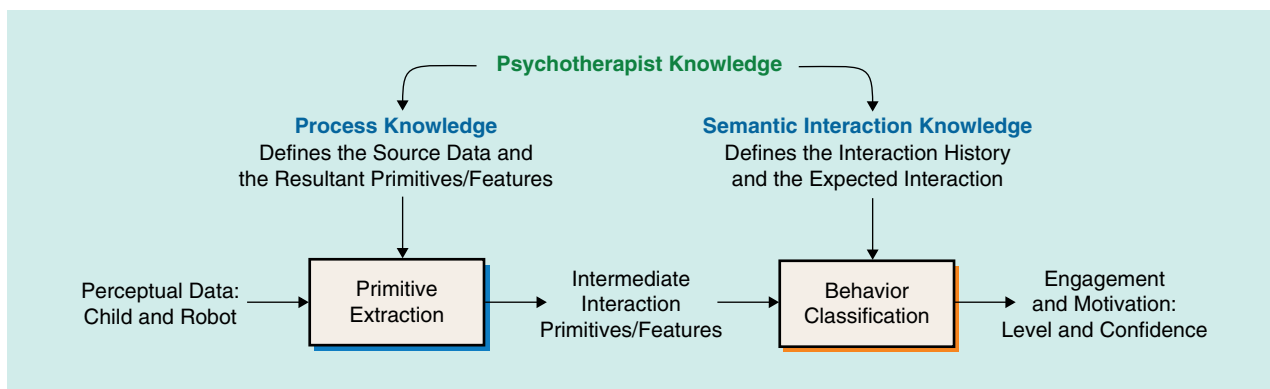 Psychotherapist Knowledge
Process Knowledge
Defines the Source Data and
the Resultant Primitives/Features
Semantic Interaction Knowledge
Defines the Interaction History
and the Expected Interaction
Perceptual Data:
Child and Robot
Primitive
Extraction
Intermediate
Interaction
Primitives/Features
Behavior
Classification
Engagement
and Motivation:
Level and Confidence